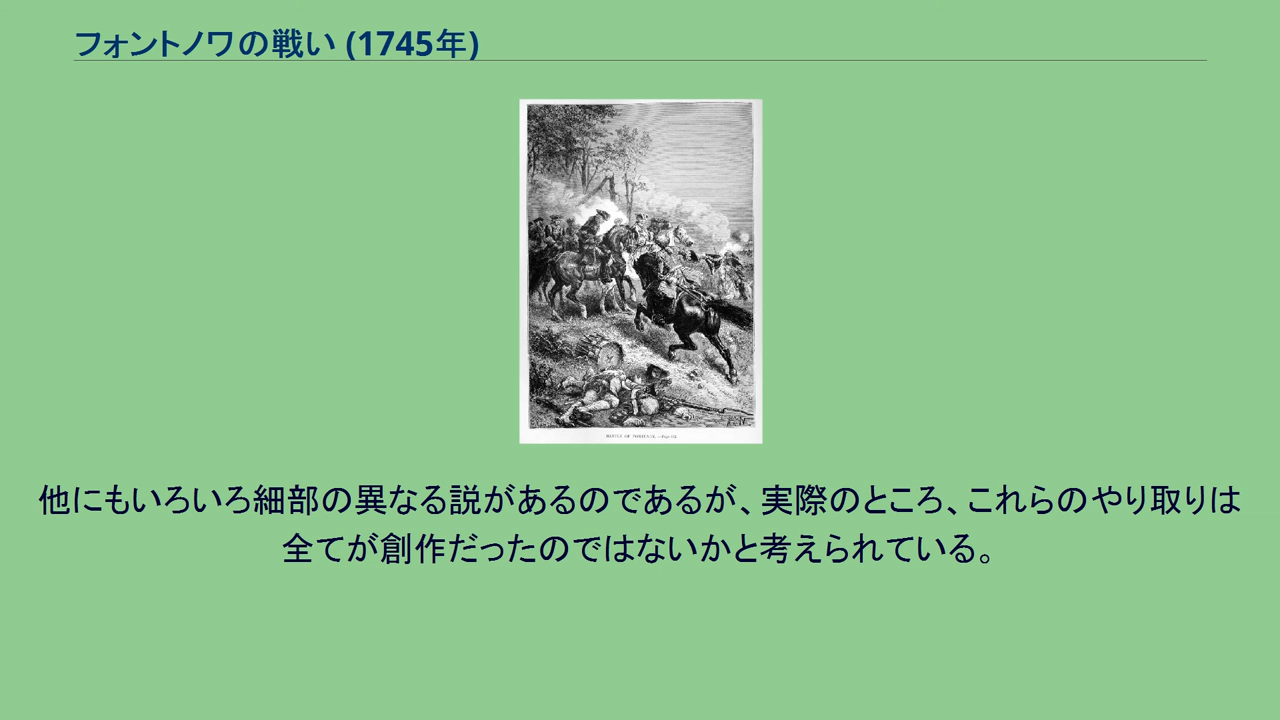 フォントノワの戦い (1745年)
他にもいろいろ細部の異なる説があるのであるが、実際のところ、これらのやり取りは
全てが創作だったのではないかと考えられている。